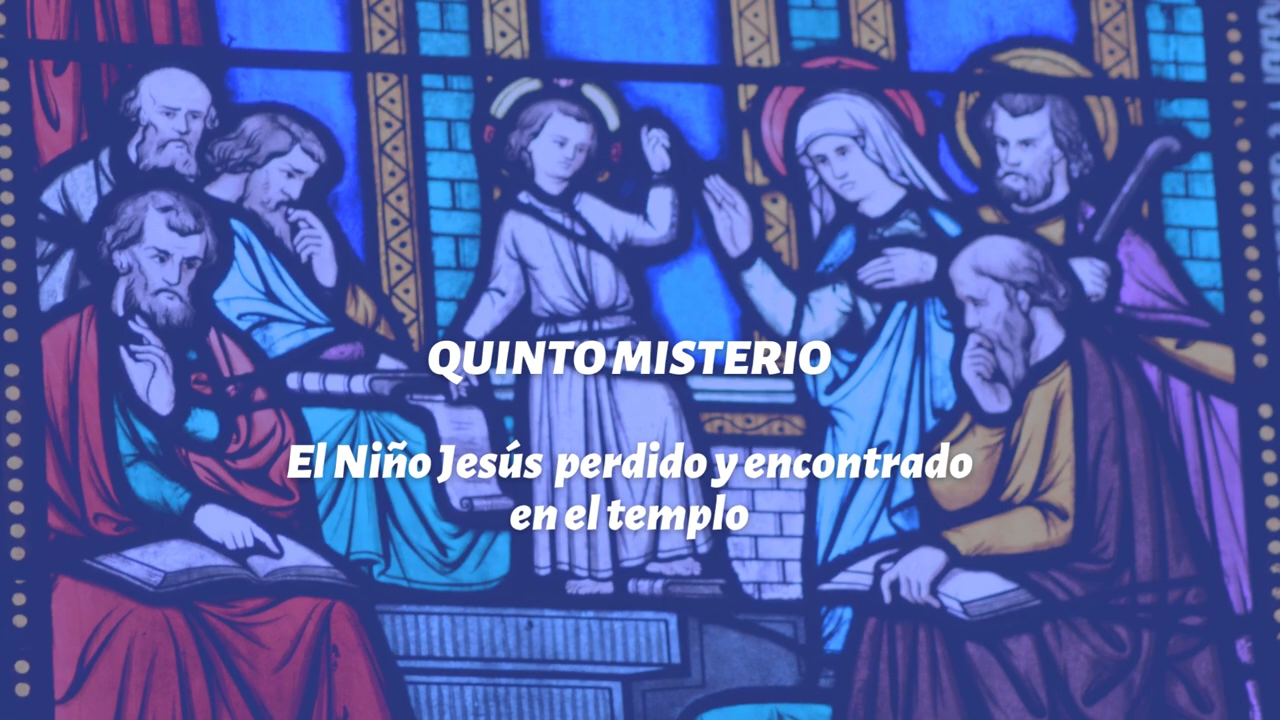 QUINTO MISTERIO
El Niño Jesús perdido y encontrado
en el templo